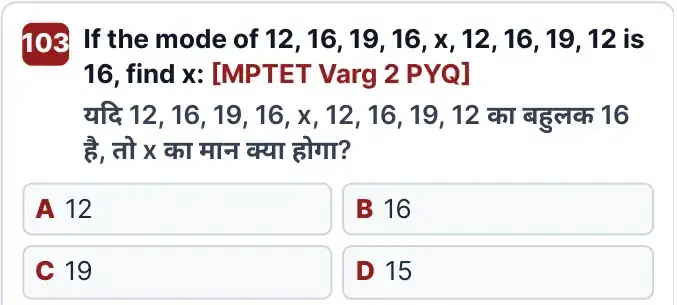 103 If the mode of 12, 16, 19, 16, x, 12, 16, 19, 12 is
16, find x: [MPTET Varg 2 PYQ]
यदि 12, 16, 19, 16, x, 12, 16, 19, 12 का बहुलक 16
है, तो x का मान क्या होगा?
A 12
B 16
C 19
D 15